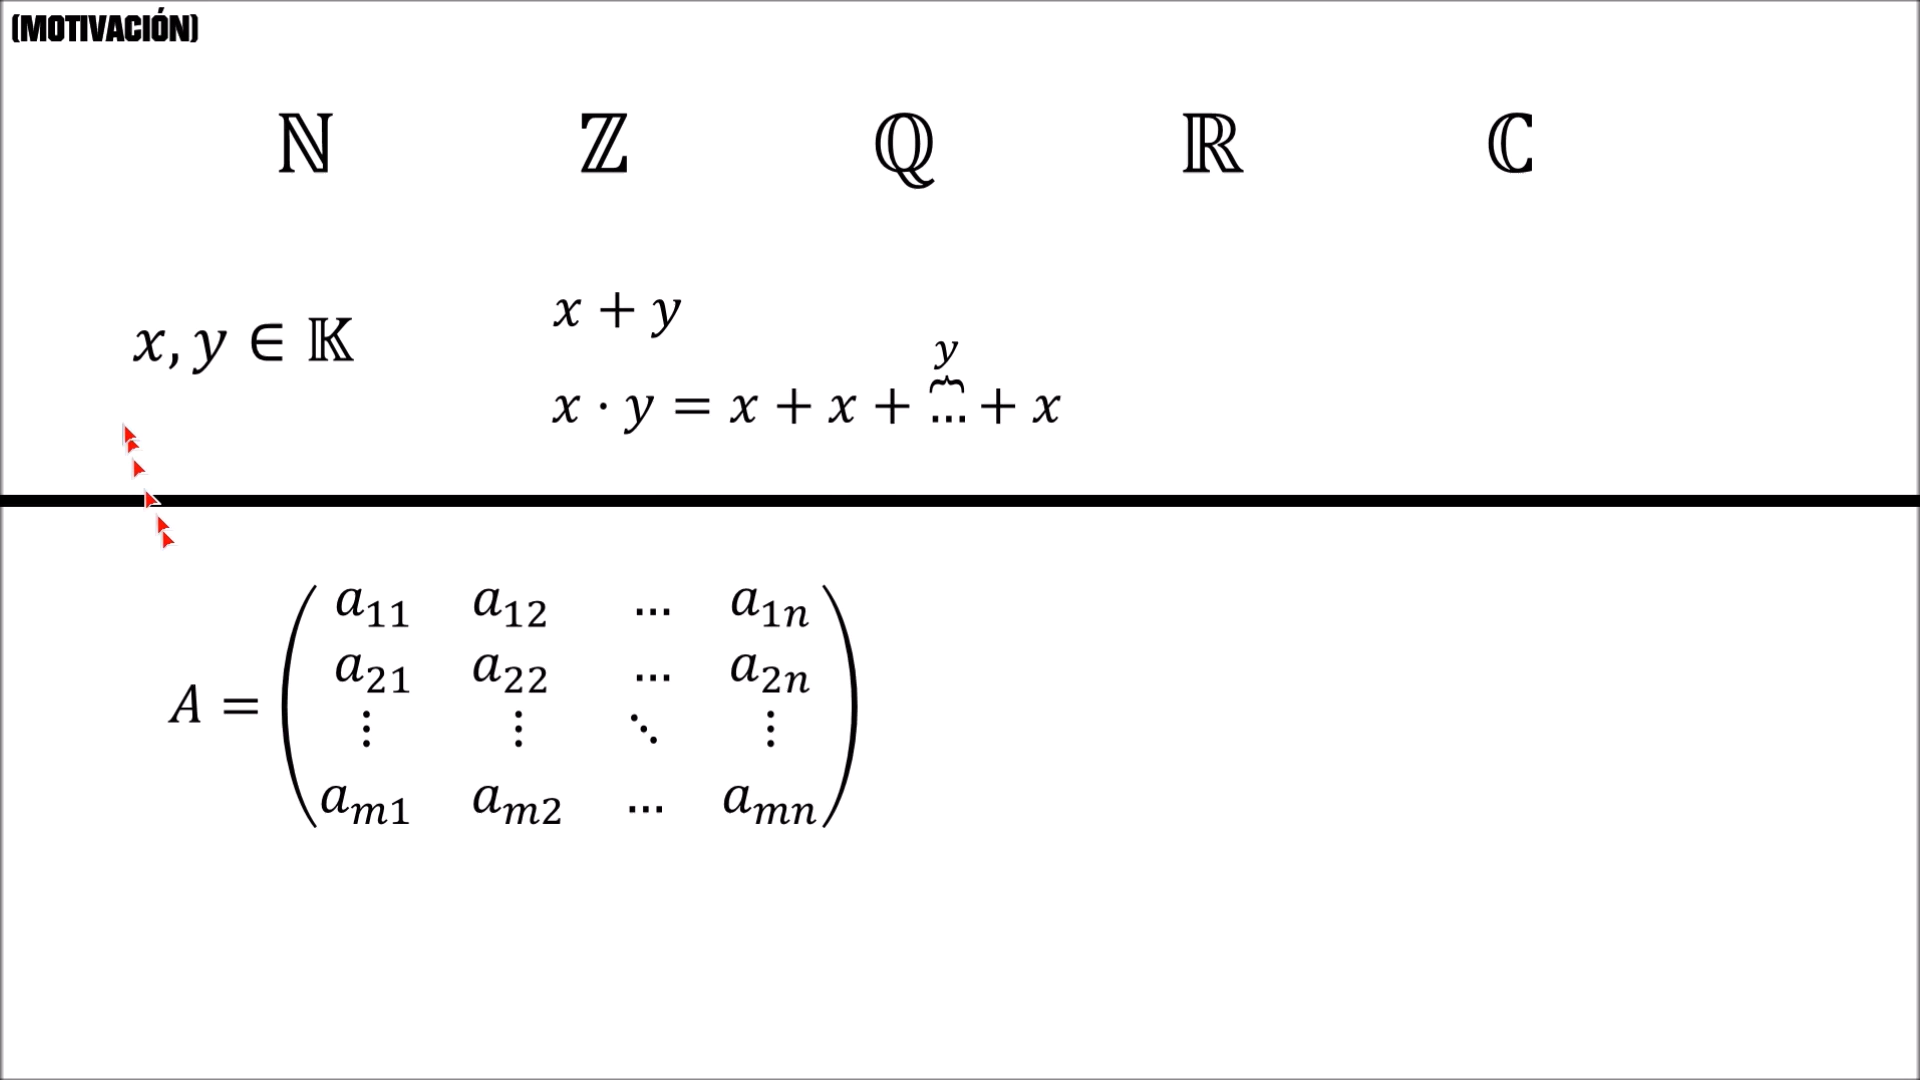 (MOTIVACIÓN)
ℕ ℤ ℚ ℝ ℂ
x + y
x, y ∈ 𝕂
y
x · y = x + x + ⏞… + x
a₁₁ a₁₂ … a₁ₙ
a₂₁ a₂₂ … a₂ₙ
A =
⋮ ⋮ ⋱ ⋮
aₘ₁ aₘ₂ … aₘₙ